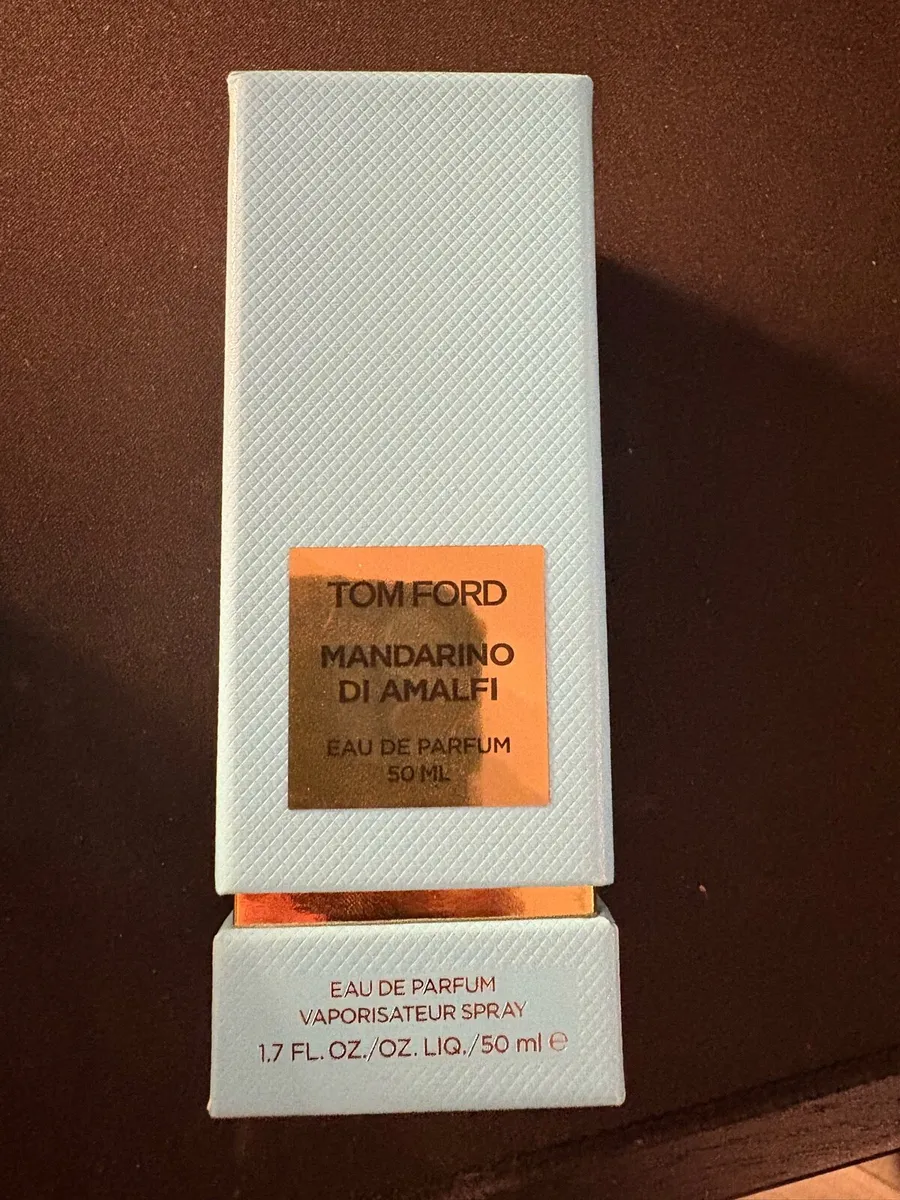 TOM FORD
MANDARINO
DI AMALFI
EAU DE PARFUM
50 ML
EAU DE PARFUM
VAPORISATEUR SPRAY
1.7 FL. OZ./OZ. LIQ./50 ml ℮